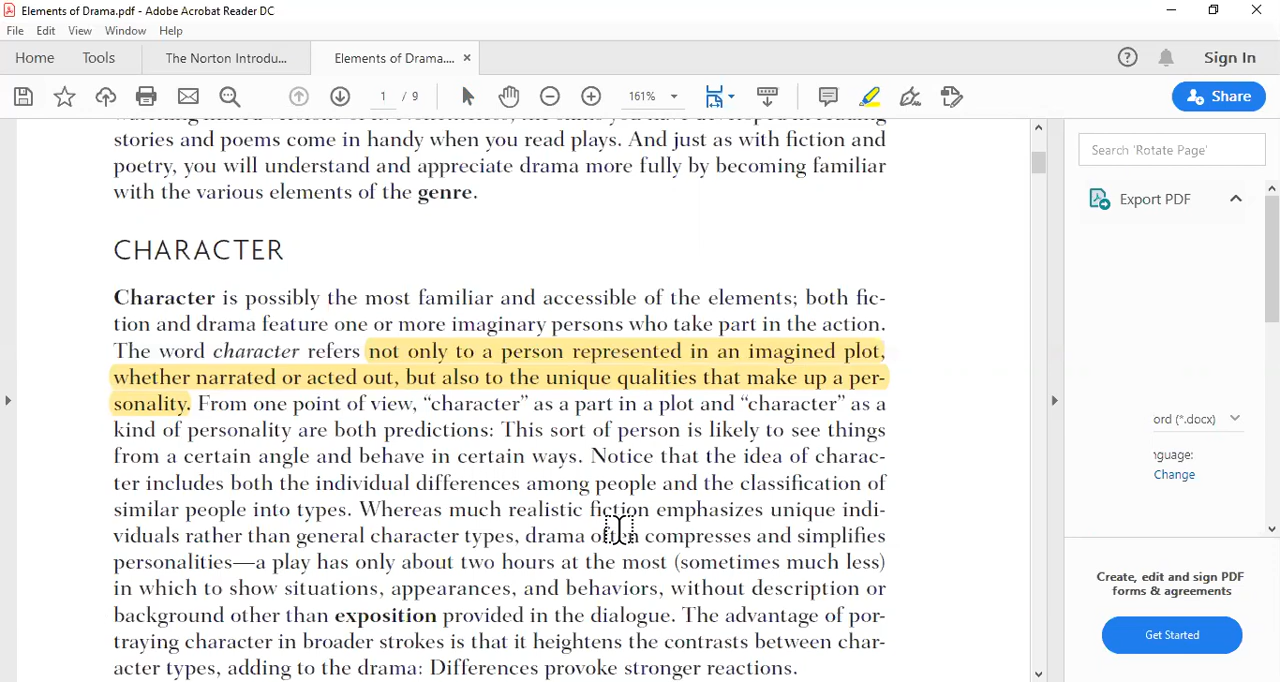 Elements of Drama.pdf - Adobe Acrobat Reader DC
File Edit View Window Help
Home Tools The Norton Introdu... Elements of Drama.... × Sign In
1 / 9 161% Share
stories and poems come in handy when you read plays. And just as with fiction and
poetry, you will understand and appreciate drama more fully by becoming familiar
with the various elements of the genre.
CHARACTER
Character is possibly the most familiar and accessible of the elements; both fic-
tion and drama feature one or more imaginary persons who take part in the action.
The word character refers not only to a person represented in an imagined plot,
whether narrated or acted out, but also to the unique qualities that make up a per-
sonality. From one point of view, “character” as a part in a plot and “character” as a
kind of personality are both predictions: This sort of person is likely to see things
from a certain angle and behave in certain ways. Notice that the idea of charac-
ter includes both the individual differences among people and the classification of
similar people into types. Whereas much realistic fiction emphasizes unique indi-
viduals rather than general character types, drama often compresses and simplifies
personalities—a play has only about two hours at the most (sometimes much less)
in which to show situations, appearances, and behaviors, without description or
background other than exposition provided in the dialogue. The advantage of por-
traying character in broader strokes is that it heightens the contrasts between char-
acter types, adding to the drama: Differences provoke stronger reactions.
Search 'Rotate Page'
Export PDF
ord (*.docx)
nguage:
Change
Create, edit and sign PDF
forms & agreements
Get Started